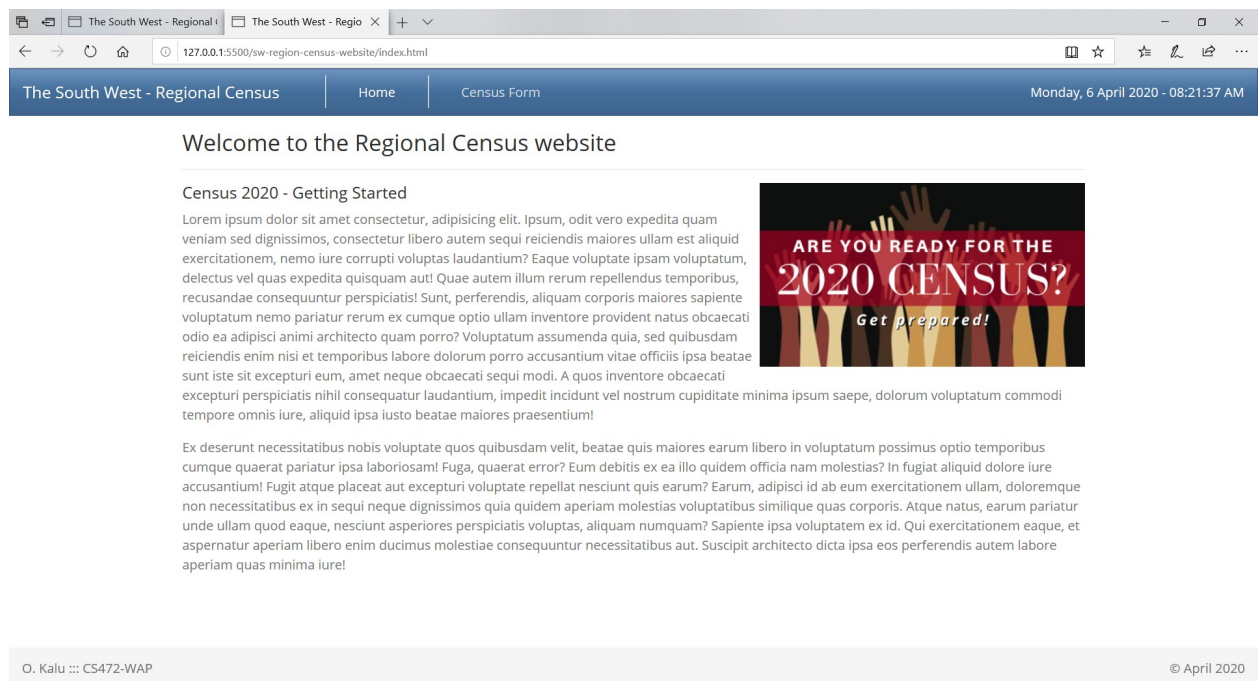 The South West - Regional (
The South West - Regio
127.0.0.1:5500/sw-region-census-website/index.html
The South West - Regional Census
Home
Census Form
Monday, 6 April 2020 - 08:21:37 AM
Welcome to the Regional Census website
Census 2020 - Getting Started
Lorem ipsum dolor sit amet consectetur, adipisicing elit. Ipsum, odit vero expedita quam
veniam sed dignissimos, consectetur libero autem sequi reiciendis maiores ullam est aliquid
exercitationem, nemo iure corrupti voluptas laudantium? Eaque voluptate ipsam voluptatum,
delectus vel quas expedita quisquam aut! Quae autem illum rerum repellendus temporibus,
recusandae consequuntur perspiciatis! Sunt, perferendis, aliquam corporis maiores sapiente
voluptatum nemo pariatur rerum ex cumque optio ullam inventore provident natus obcaecati
odio ea adipisci animi architecto quam porro? Voluptatum assumenda quia, sed quibusdam
reiciendis enim nisi et temporibus labore dolorum porro accusantium vitae officiis ipsa beatae
sunt iste sit excepturi eum, amet neque obcaecati sequi modi. A quos inventore obcaecati
excepturi perspiciatis nihil consequatur laudantium, impedit incidunt vel nostrum cupiditate minima ipsum saepe, dolorum voluptatum commodi
tempore omnis iure, aliquid ipsa iusto beatae maiores praesentium!
ARE YOU READY FOR THE
2020 CENSUS?
Get prepared!
Ex deserunt necessitatibus nobis voluptate quos quibusdam velit, beatae quis maiores earum libero in voluptatum possimus optio temporibus
cumque quaerat pariatur ipsa laboriosam! Fuga, quaerat error? Eum debitis ex ea illo quidem officia nam molestias? In fugiat aliquid dolore iure
accusantium! Fugit atque placeat aut excepturi voluptate repellat nesciunt quis earum? Earum, adipisci id ab eum exercitationem ullam, doloremque
non necessitatibus ex in sequi neque dignissimos quia quidem aperiam molestias voluptatibus similique quas corporis. Atque natus, earum pariatur
unde ullam quod eaque, nesciunt asperiores perspiciatis voluptas, aliquam numquam? Sapiente ipsa voluptatem ex id. Qui exercitationem eaque, et
aspernatur aperiam libero enim ducimus molestiae consequuntur necessitatibus aut. Suscipit architecto dicta ipsa eos perferendis autem labore
aperiam quas minima iure!
O. Kalu ::: CS472-WAP
© April 2020